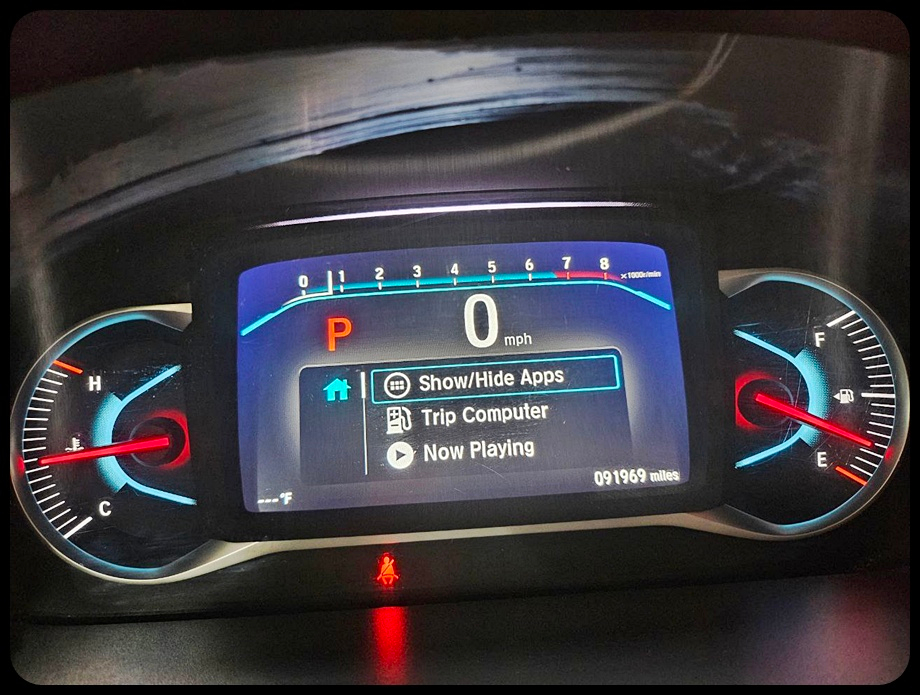 0 1 2 3 4 5 6 7 8 ×1000r/min
P 0 mph
H
C
Show/Hide Apps
Trip Computer
Now Playing
---°F
091969 miles
F
E